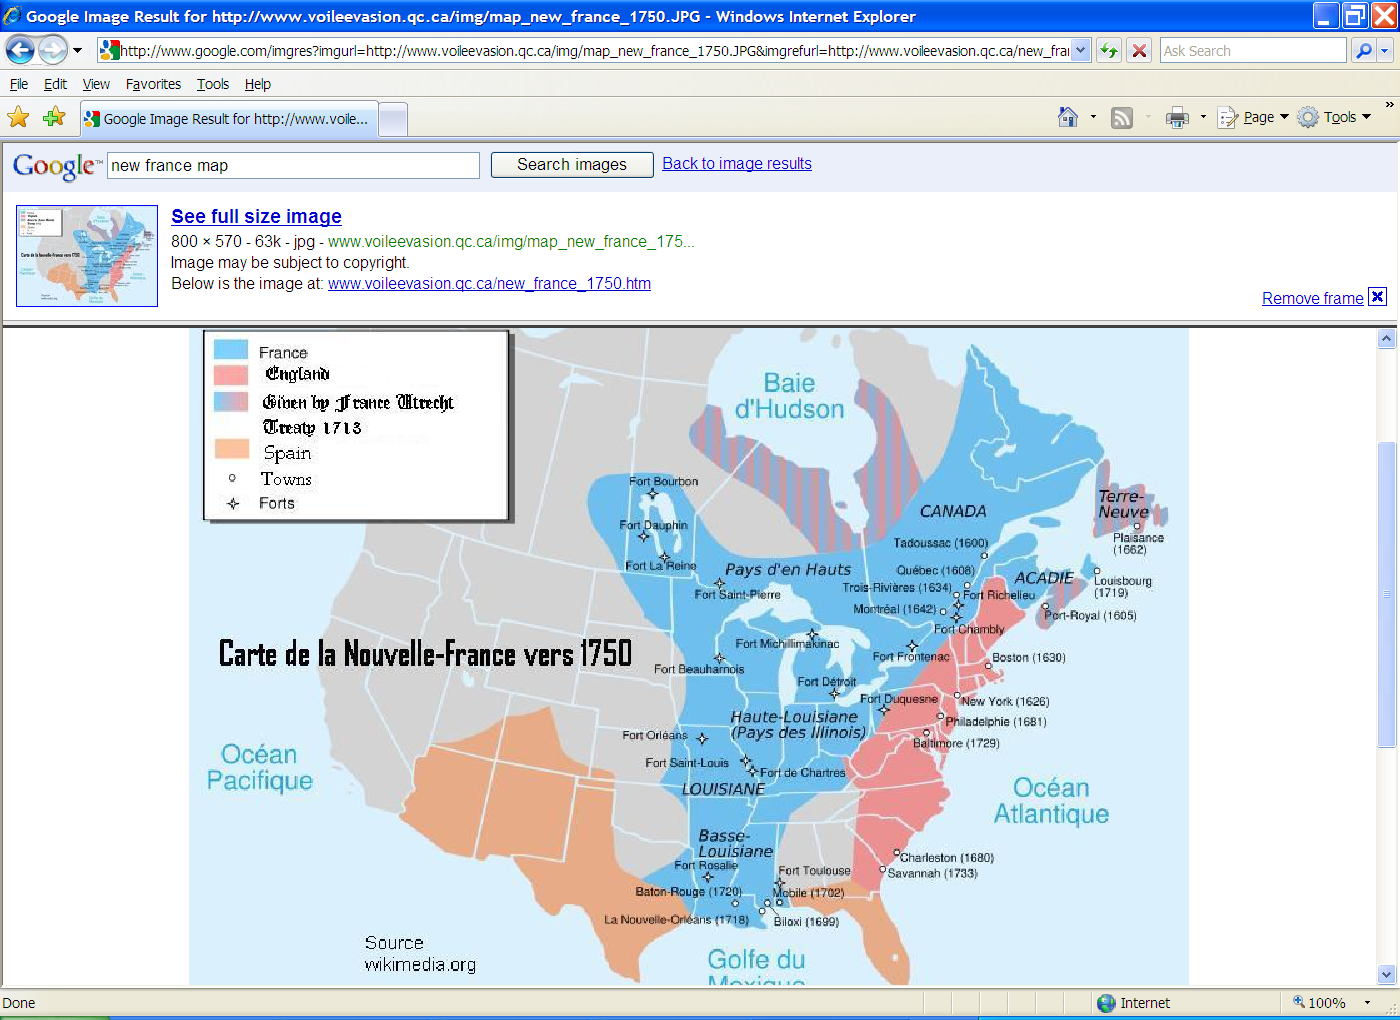 Google Image Result for http://www.voileevasion.qc.ca/img/map_new_france_1750.JPG - Windows Internet Explorer
http://www.google.com/imgres?imgurl=http://www.voileevasion.qc.ca/img/map_new_france_1750.JPG&imgrefurl=http://www.voileevasion.qc.ca/new_fra
Ask Search
File Edit View Favorites Tools Help
Google Image Result for http://www.voile...
Page Tools
Google™ new france map Search images Back to image results
See full size image
800 × 570 - 63k - jpg - www.voileevasion.qc.ca/img/map_new_france_175...
Image may be subject to copyright.
Below is the image at: www.voileevasion.qc.ca/new_france_1750.htm
Remove frame
France
England
Given by France Utrecht
Treaty 1713
Spain
Towns
Forts
Baie
d'Hudson
Fort Bourbon
Fort Dauphin
Fort La Reine
CANADA
Terre-
Neuve
Plaisance
(1662)
Tadoussac (1600)
Pays d'en Hauts
Québec (1608)
ACADIE
Louisbourg
(1719)
Fort Saint-Pierre
Trois-Rivières (1634)
Fort Richelieu
Montréal (1642)
Port-Royal (1605)
Fort Chambly
Fort Michillimakinac
Carte de la Nouvelle-France vers 1750
Fort Frontenac
Boston (1630)
Fort Beauharnois
Fort Détroit
Fort Duquesne
New York (1626)
Haute-Louisiane
(Pays des Illinois)
Philadelphie (1681)
Fort Orléans
Baltimore (1729)
Océan
Pacifique
Fort Saint-Louis
Fort de Chartres
LOUISIANE
Océan
Atlantique
Basse-
Louisiane
Fort Rosalie
Charleston (1680)
Fort Toulouse
Savannah (1733)
Baton-Rouge (1720)
Mobile (1702)
La Nouvelle-Orléans (1718)
Biloxi (1699)
Source
wikimedia.org
Golfe du
Mexique
Done
Internet
100%